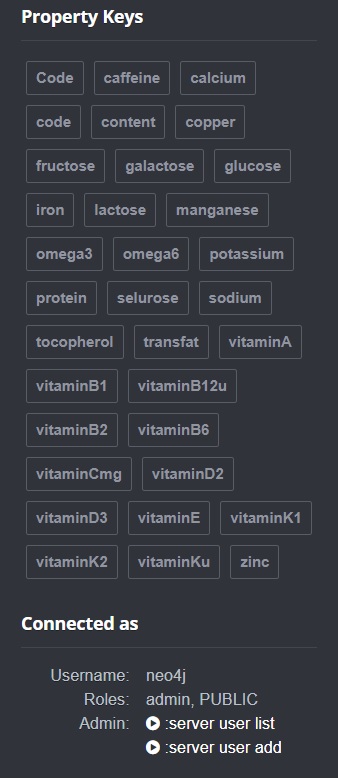 Property Keys
Code caffeine calcium
code content copper
fructose galactose glucose
iron lactose manganese
omega3 omega6 potassium
protein selurose sodium
tocopherol transfat vitaminA
vitaminB1 vitaminB12u
vitaminB2 vitaminB6
vitaminCmg vitaminD2
vitaminD3 vitaminE vitaminK1
vitaminK2 vitaminKu zinc
Connected as
Username: neo4j
Roles: admin, PUBLIC
Admin: :server user list
:server user add